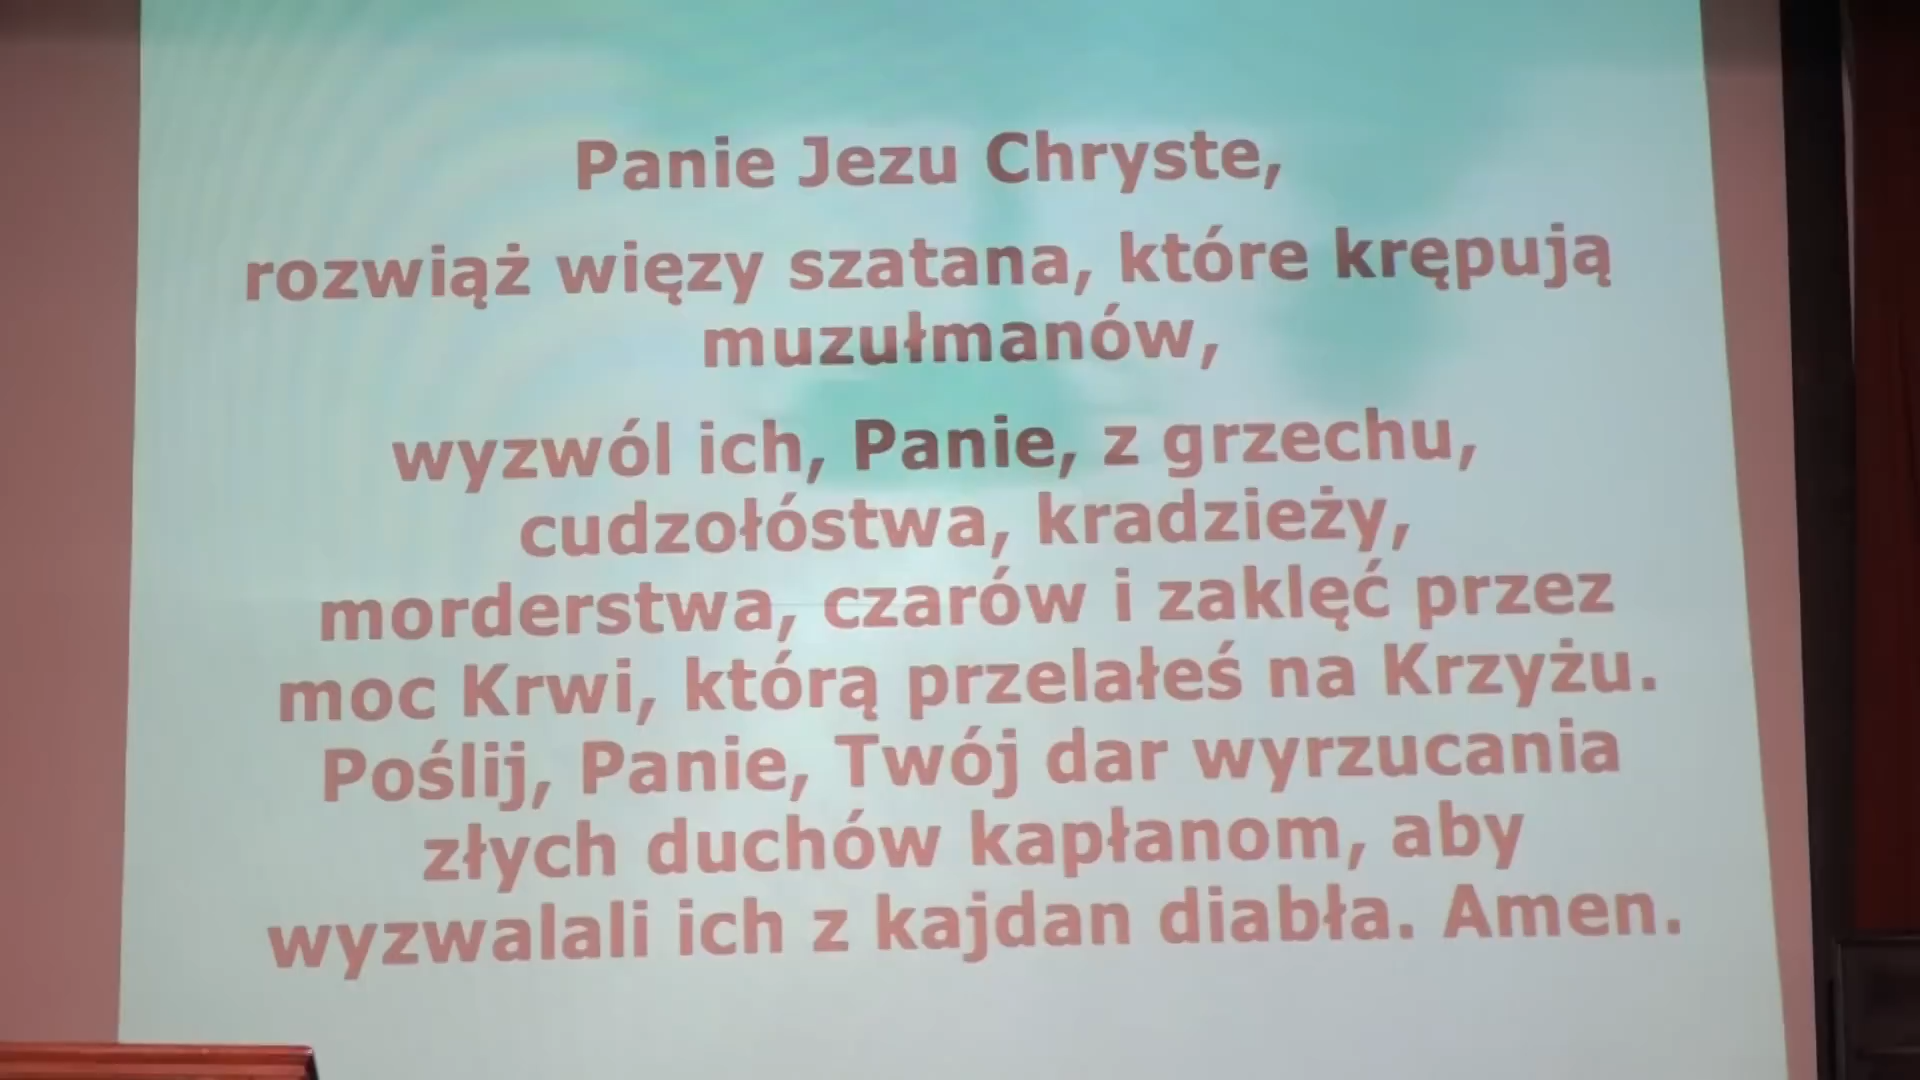 Panie Jezu Chryste,
rozwiąż więzy szatana, które krępują
muzułmanów,
wyzwól ich, Panie, z grzechu,
cudzołóstwa, kradzieży,
morderstwa, czarów i zaklęć przez
moc Krwi, którą przelałeś na Krzyżu.
Poślij, Panie, Twój dar wyrzucania
złych duchów kapłanom, aby
wyzwalali ich z kajdan diabła. Amen.